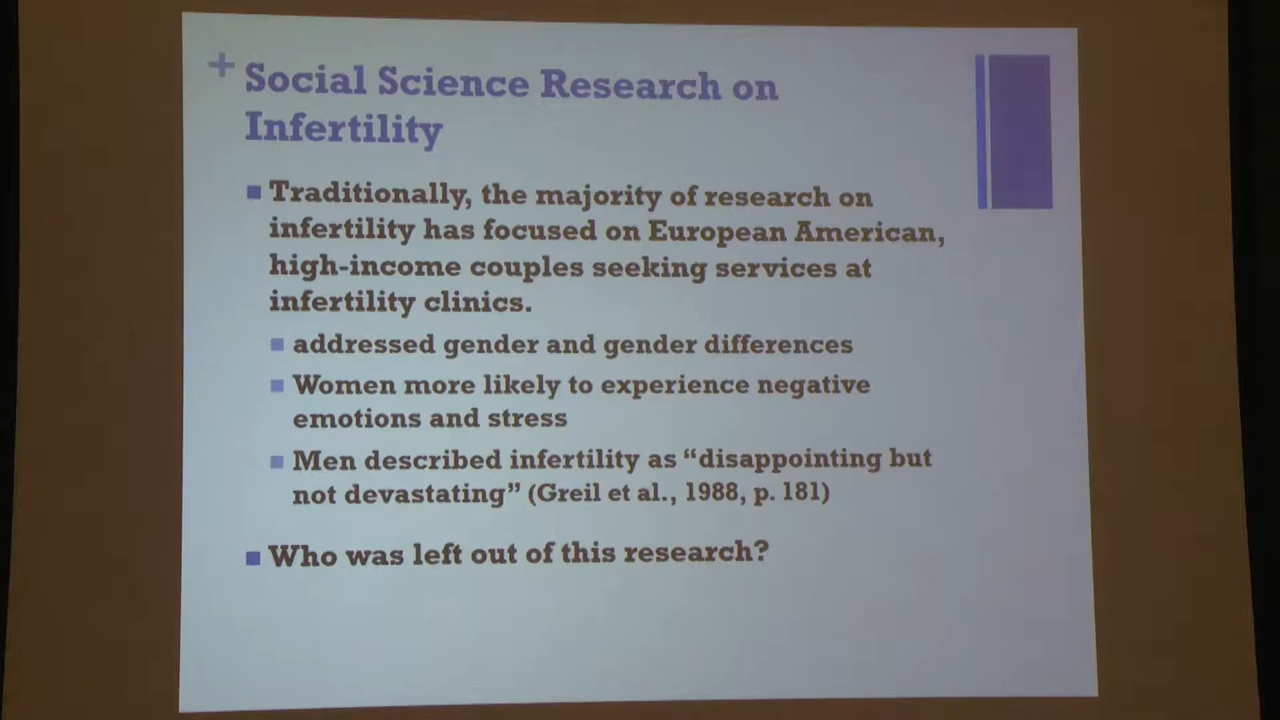 + Social Science Research on
Infertility
Traditionally, the majority of research on
infertility has focused on European American,
high-income couples seeking services at
infertility clinics.
addressed gender and gender differences
Women more likely to experience negative
emotions and stress
Men described infertility as “disappointing but
not devastating” (Greil et al., 1988, p. 181)
Who was left out of this research?